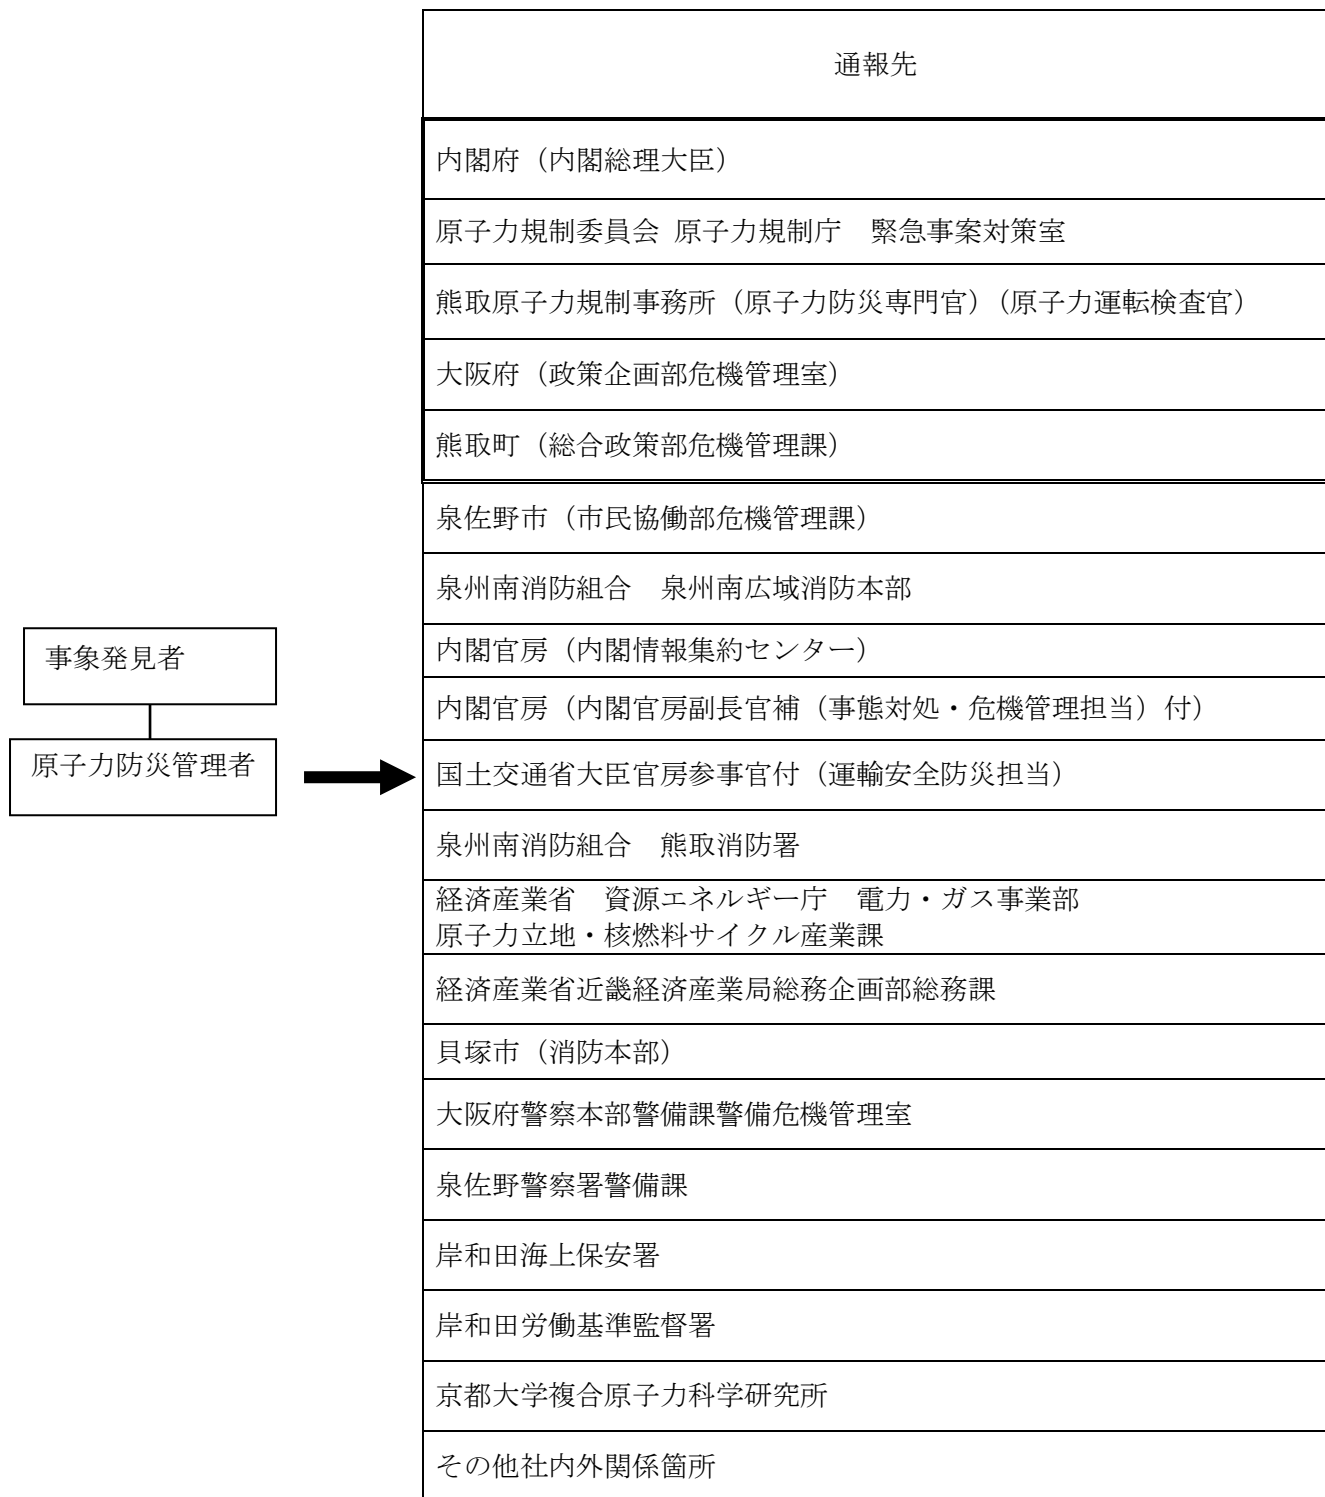 通報先
内閣府（内閣総理大臣）
原子力規制委員会 原子力規制庁　緊急事案対策室
熊取原子力規制事務所（原子力防災専門官）（原子力運転検査官）
大阪府（政策企画部危機管理室）
熊取町（総合政策部危機管理課）
泉佐野市（市民協働部危機管理課）
泉州南消防組合　泉州南広域消防本部
内閣官房（内閣情報集約センター）
内閣官房（内閣官房副長官補（事態対処・危機管理担当）付）
国土交通省大臣官房参事官付（運輸安全防災担当）
泉州南消防組合　熊取消防署
経済産業省　資源エネルギー庁　電力・ガス事業部
原子力立地・核燃料サイクル産業課
経済産業省近畿経済産業局総務企画部総務課
貝塚市（消防本部）
大阪府警察本部警備課警備危機管理室
泉佐野警察署警備課
岸和田海上保安署
岸和田労働基準監督署
京都大学複合原子力科学研究所
その他社内外関係箇所
事象発見者
原子力防災管理者